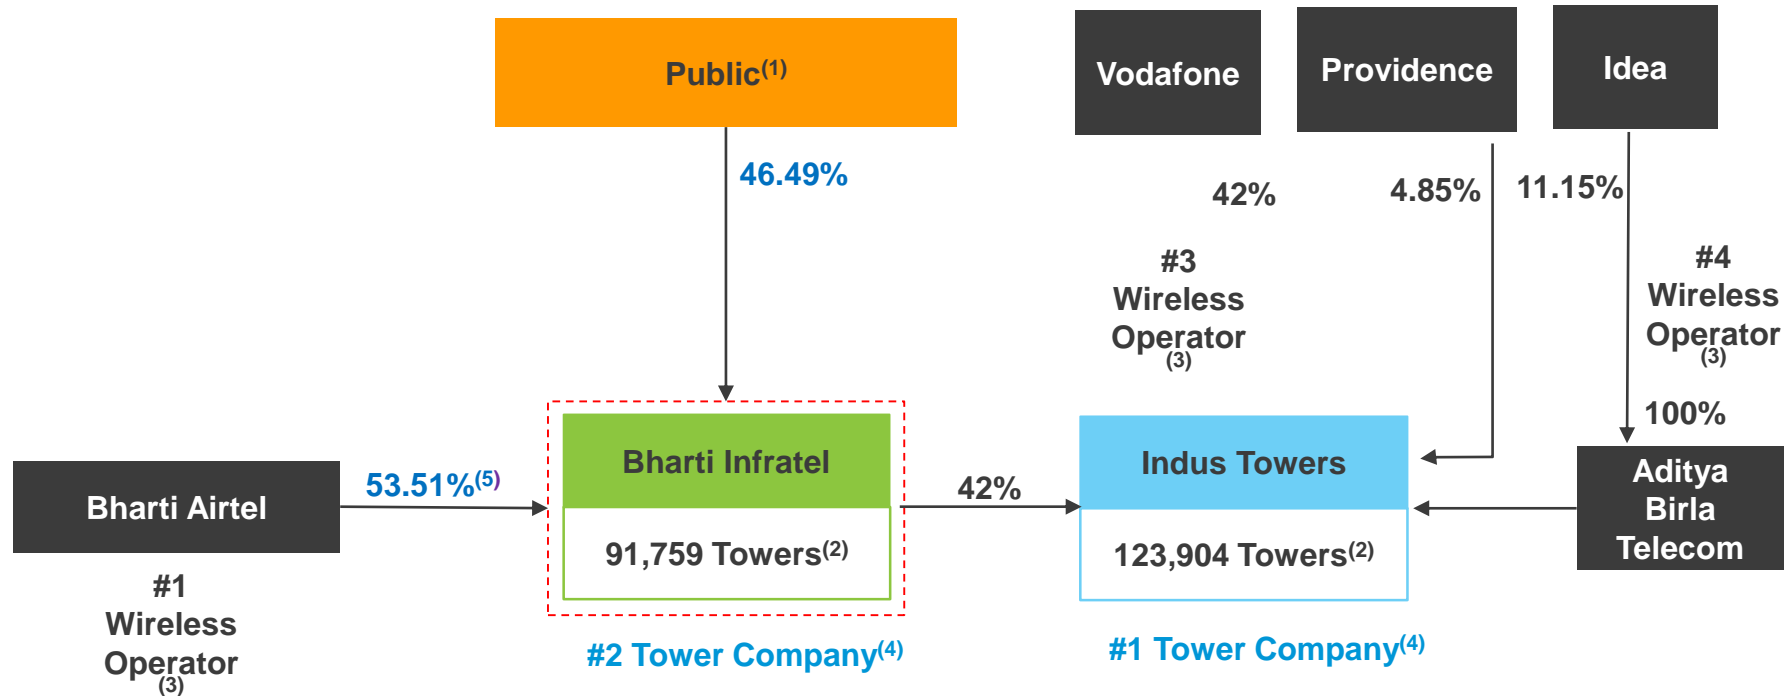 Public(1)
Vodafone
Providence
Idea
46.49%
42%
4.85%
11.15%
#3
Wireless
Operator
(3)
#4
Wireless
Operator
(3)
100%
Bharti Airtel
53.51%(5)
Bharti Infratel
91,759 Towers(2)
42%
Indus Towers
123,904 Towers(2)
Aditya
Birla
Telecom
#1
Wireless
Operator
(3)
#2 Tower Company(4)
#1 Tower Company(4)